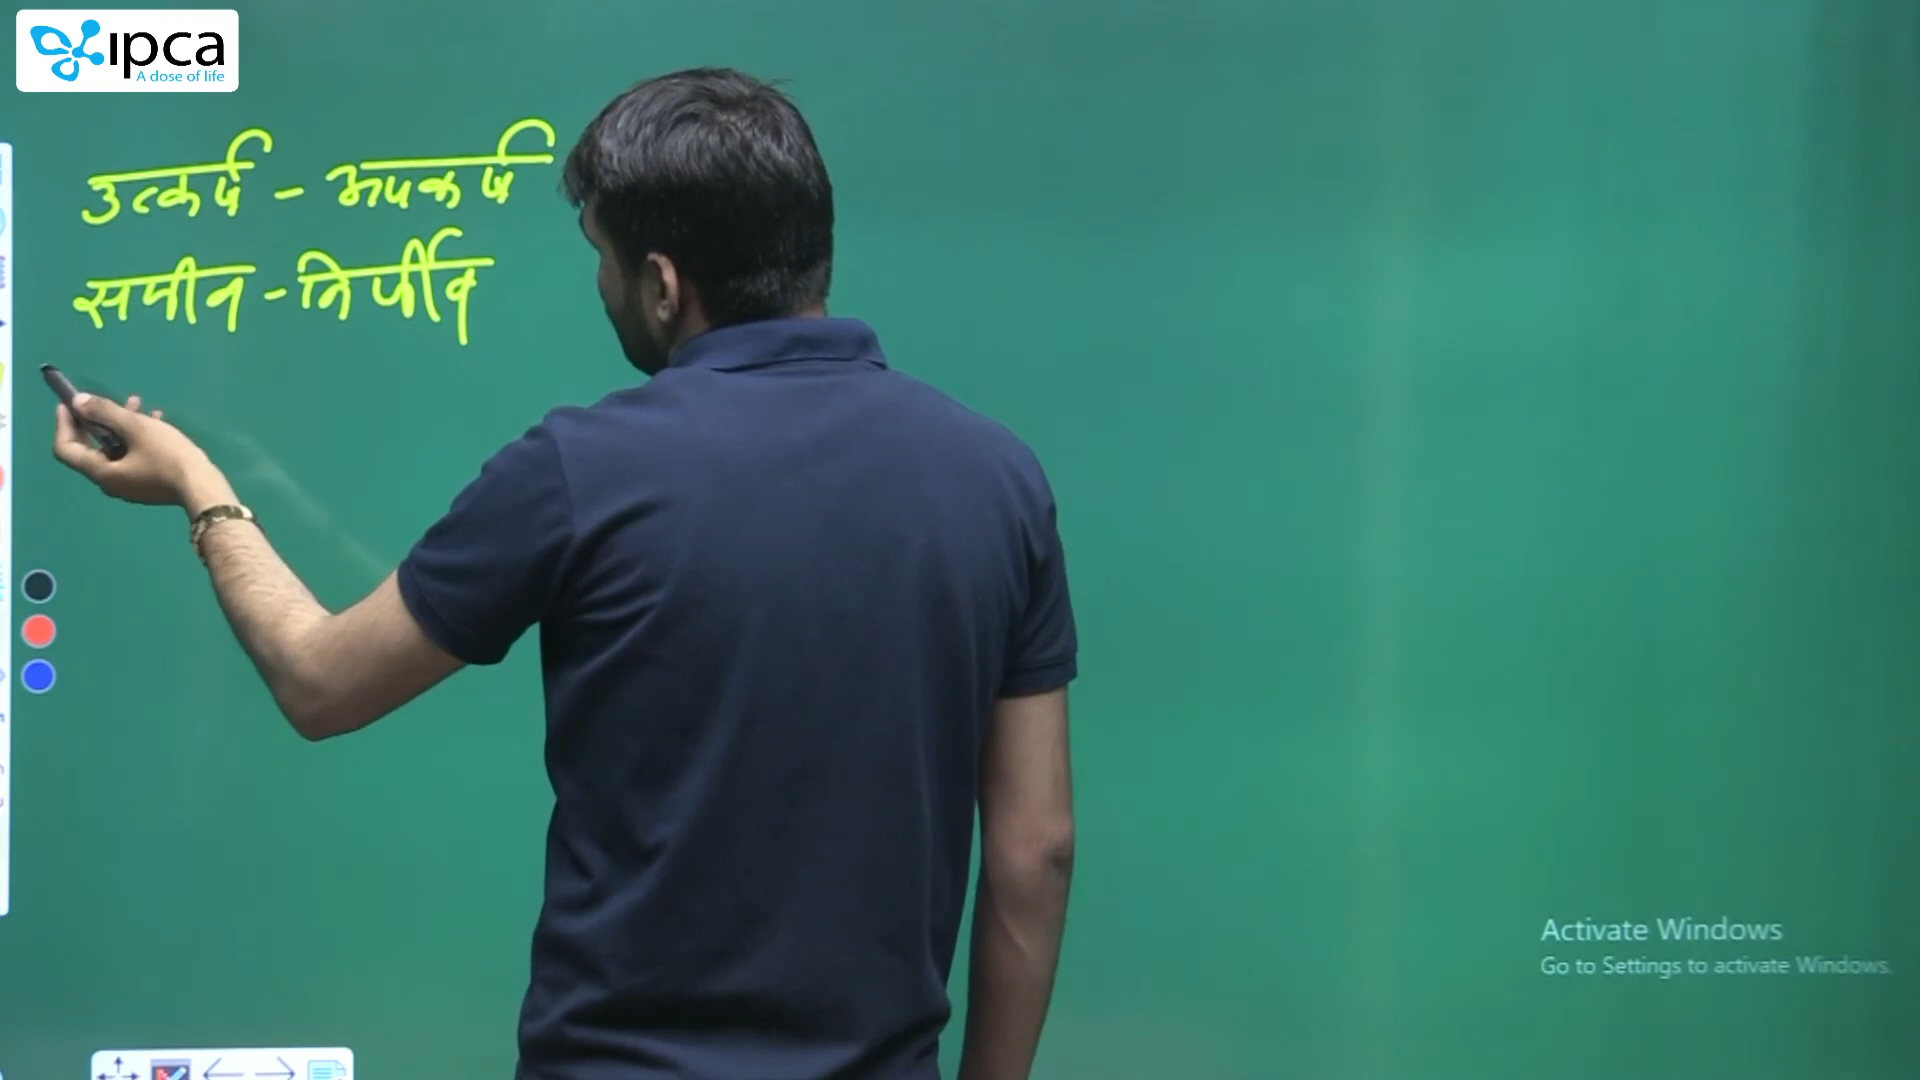 ipca
A dose of life
उत्कर्ष - अपकर्ष
सजीव - निर्जीव
Activate Windows
Go to Settings to activate Windows.